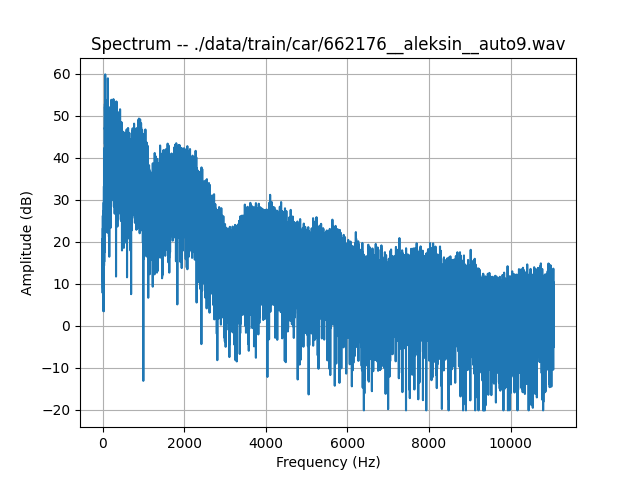 Spectrum -- ./data/train/car/662176__aleksin__auto9.wav
60
50
40
30
20
10
0
−10
−20
Amplitude (dB)
0 2000 4000 6000 8000 10000
Frequency (Hz)